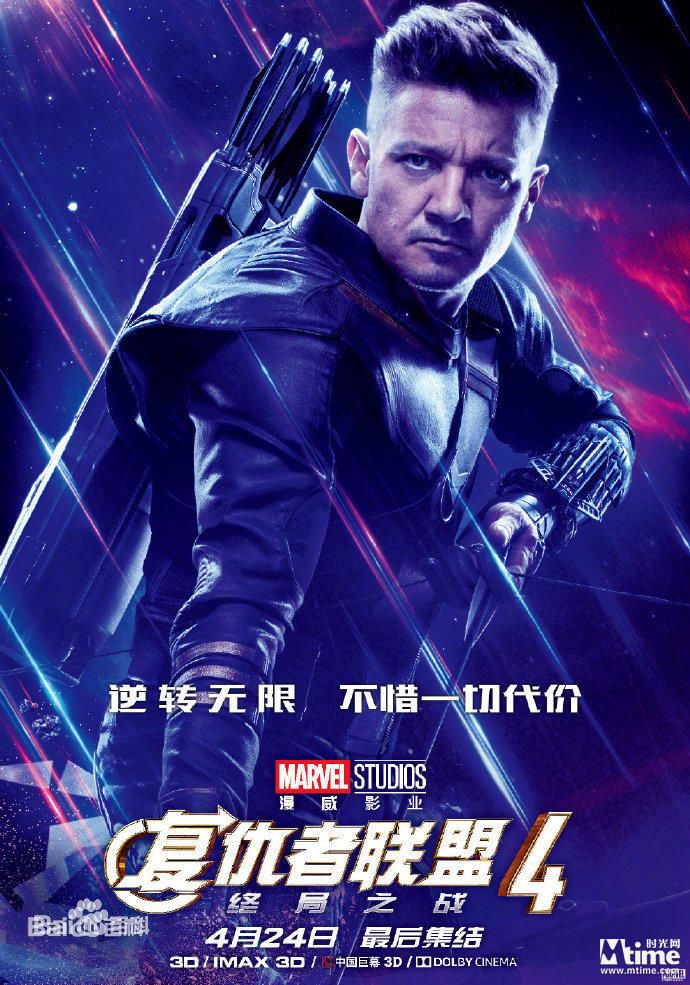 逆转无限 不惜一切代价
MARVEL STUDIOS
漫威影业
复仇者联盟4
终局之战
Baidu百科
4月24日 最后集结
3D / IMAX 3D / 中国巨幕 3D / DOLBY CINEMA
时光网
Mtime
www.mtime.com